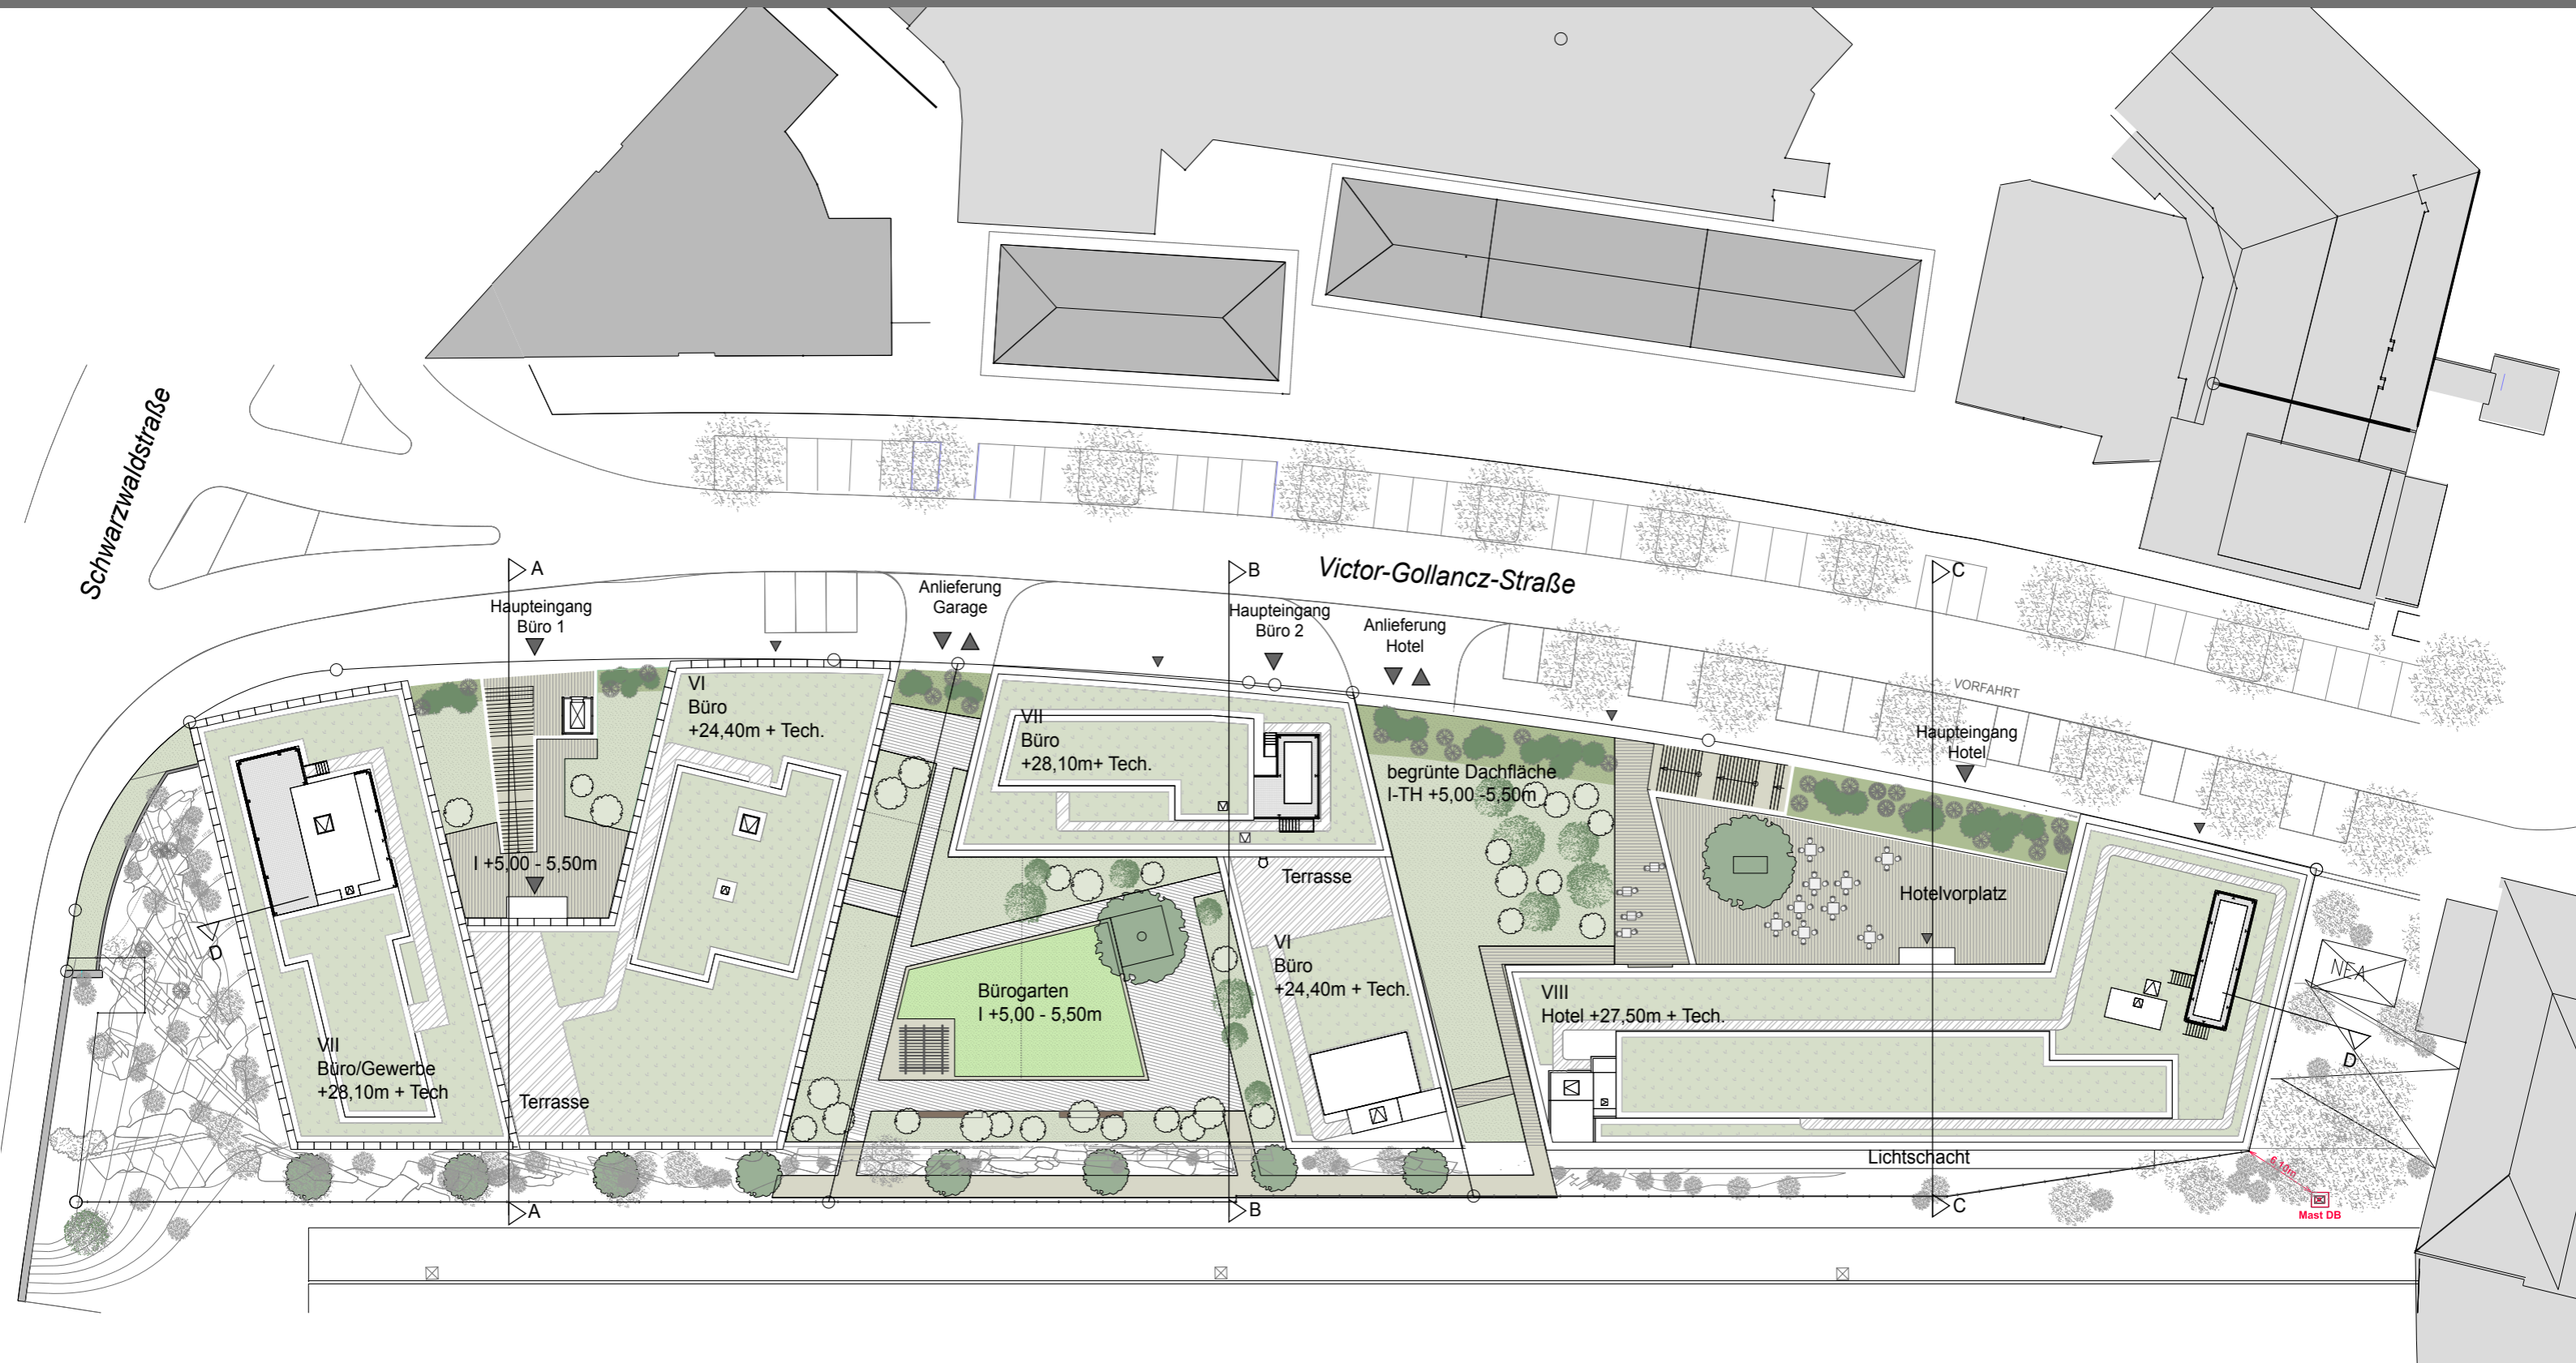 Schwarzwaldstraße
Victor-Gollancz-Straße
A
B
C
Haupteingang
Büro 1
Anlieferung
Garage
Haupteingang
Büro 2
Anlieferung
Hotel
VORFAHRT
Haupteingang
Hotel
VI
Büro
+24,40m + Tech.
VII
Büro
+28,10m+ Tech.
begrünte Dachfläche
I-TH +5,00 -5,50m
I +5,00 - 5,50m
Terrasse
Hotelvorplatz
D
VI
Büro
+24,40m + Tech.
Bürogarten
I +5,00 - 5,50m
VIII
Hotel +27,50m + Tech.
NEA
D
VII
Büro/Gewerbe
+28,10m + Tech
Terrasse
Lichtschacht
6,10m
Mast DB
A
B
C